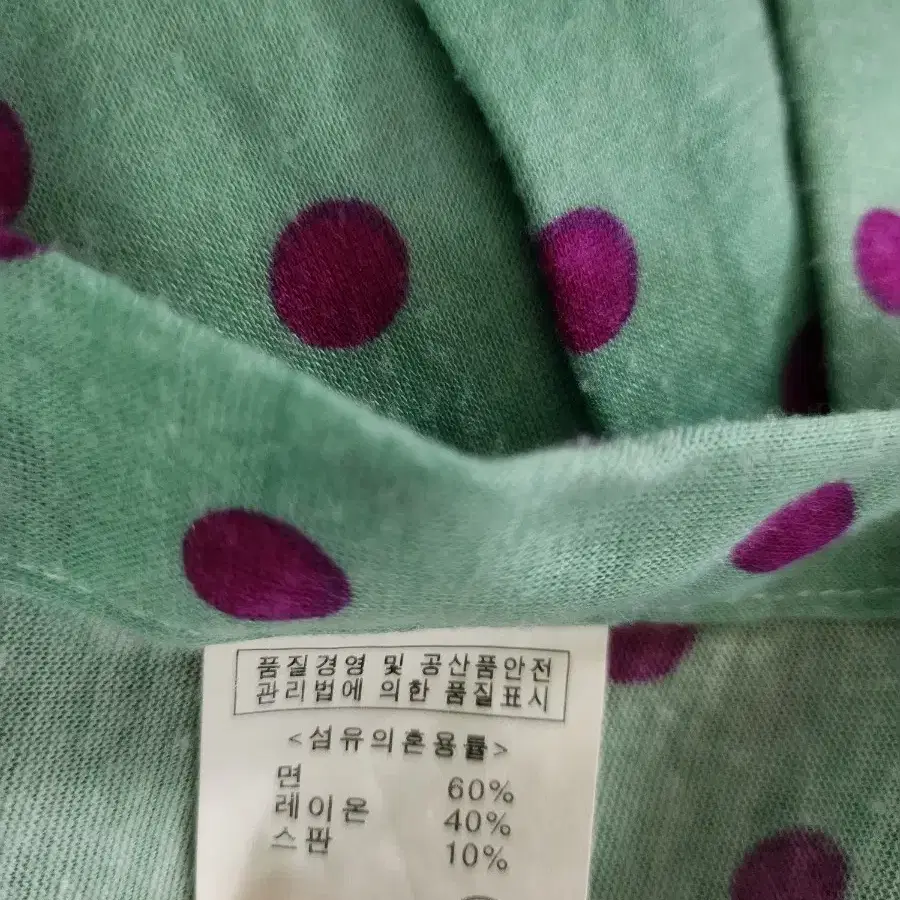 품질경영 및 공산품안전
관리법에 의한 품질표시
<섬유의혼용률>
면 60%
레이온 40%
스판 10%